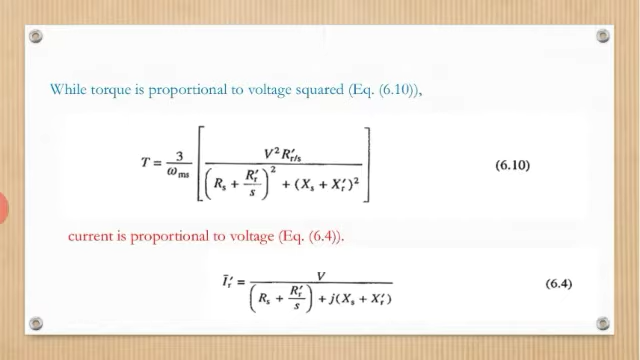 While torque is proportional to voltage squared (Eq. (6.10)),
T = 3/ω_ms [ V² R′_r/s / ( (R_s + R′_r/s)² + (X_s + X′_r)² ) ] (6.10)
current is proportional to voltage (Eq. (6.4)).
Ī′_r = V / ( (R_s + R′_r/s) + j(X_s + X′_r) ) (6.4)